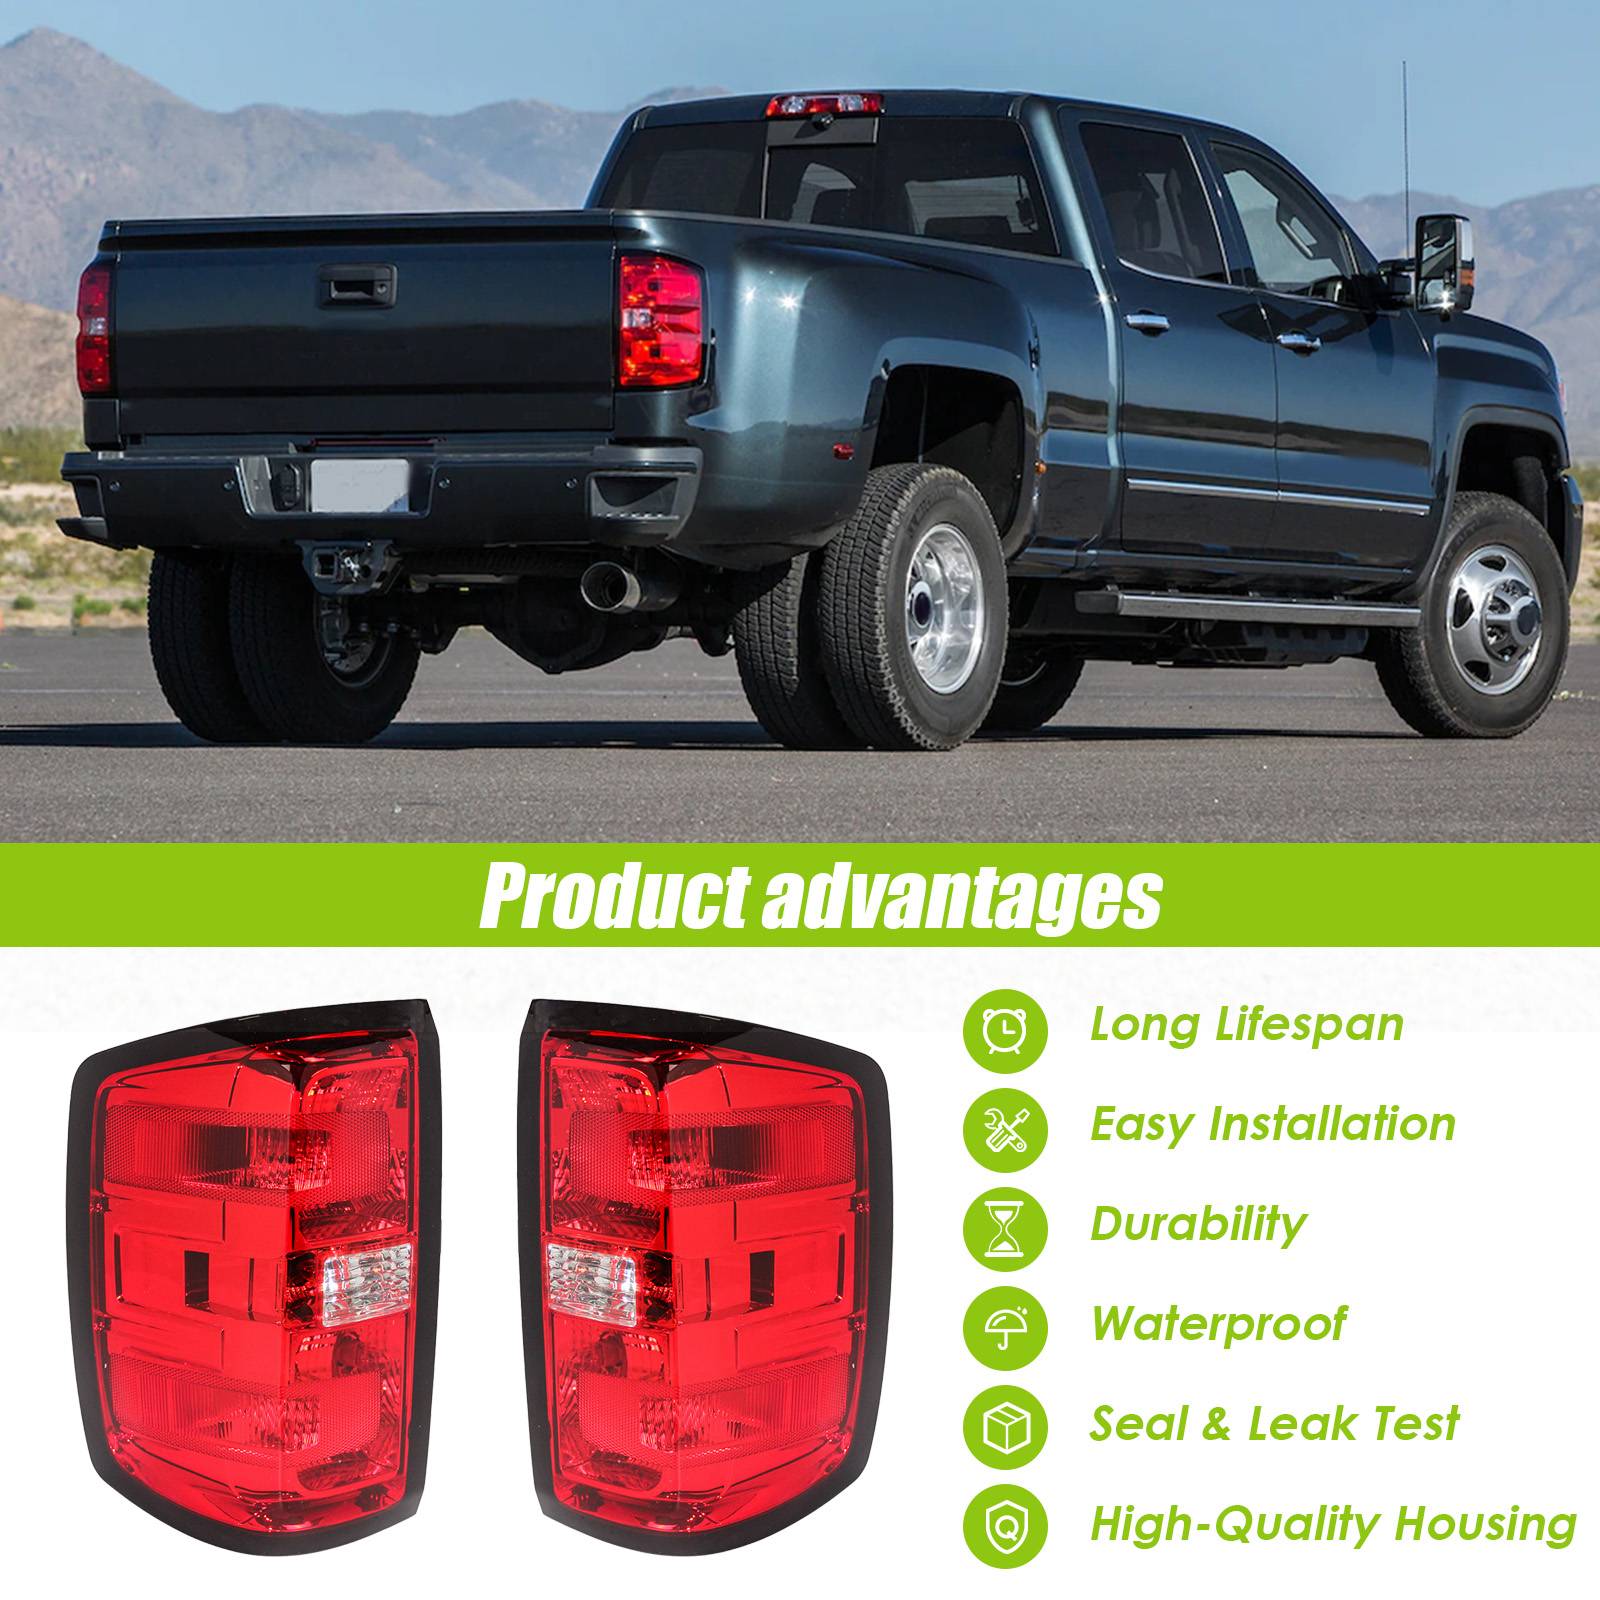 Product advantages
Long Lifespan
Easy Installation
Durability
Waterproof
Seal & Leak Test
Q
High-Quality Housing